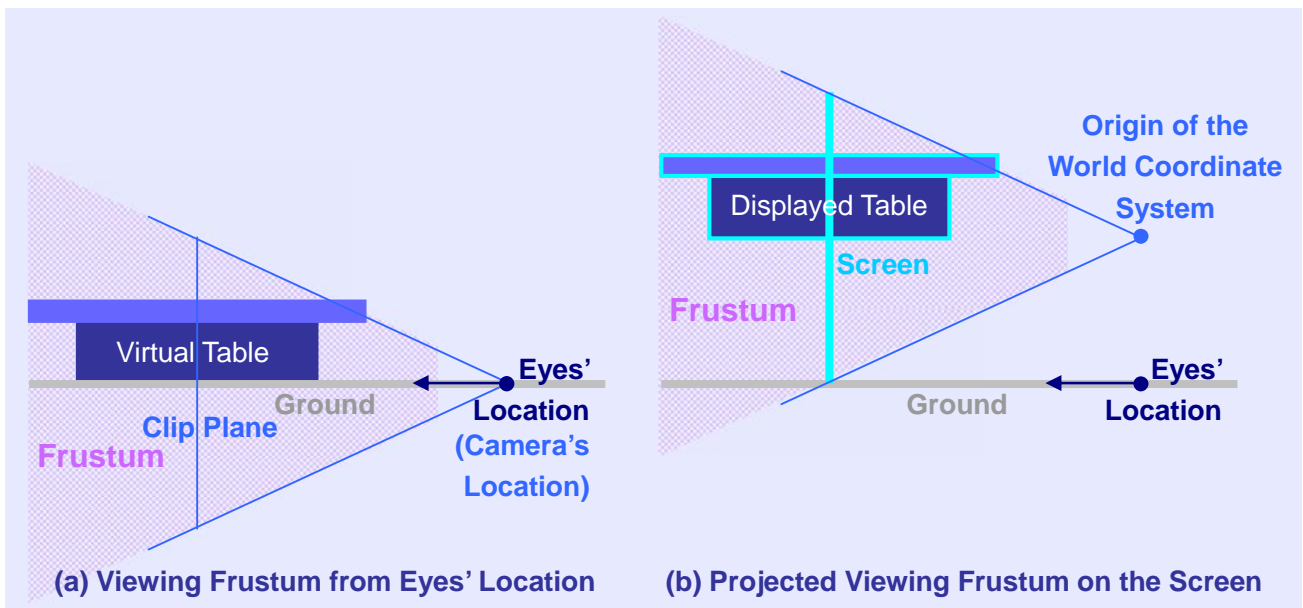 Virtual Table
Ground
Clip Plane
Frustum
Eyes’
Location
(Camera’s
Location)
(a) Viewing Frustum from Eyes’ Location
Origin of the
World Coordinate
System
Displayed Table
Screen
Frustum
Ground
Eyes’
Location
(b) Projected Viewing Frustum on the Screen